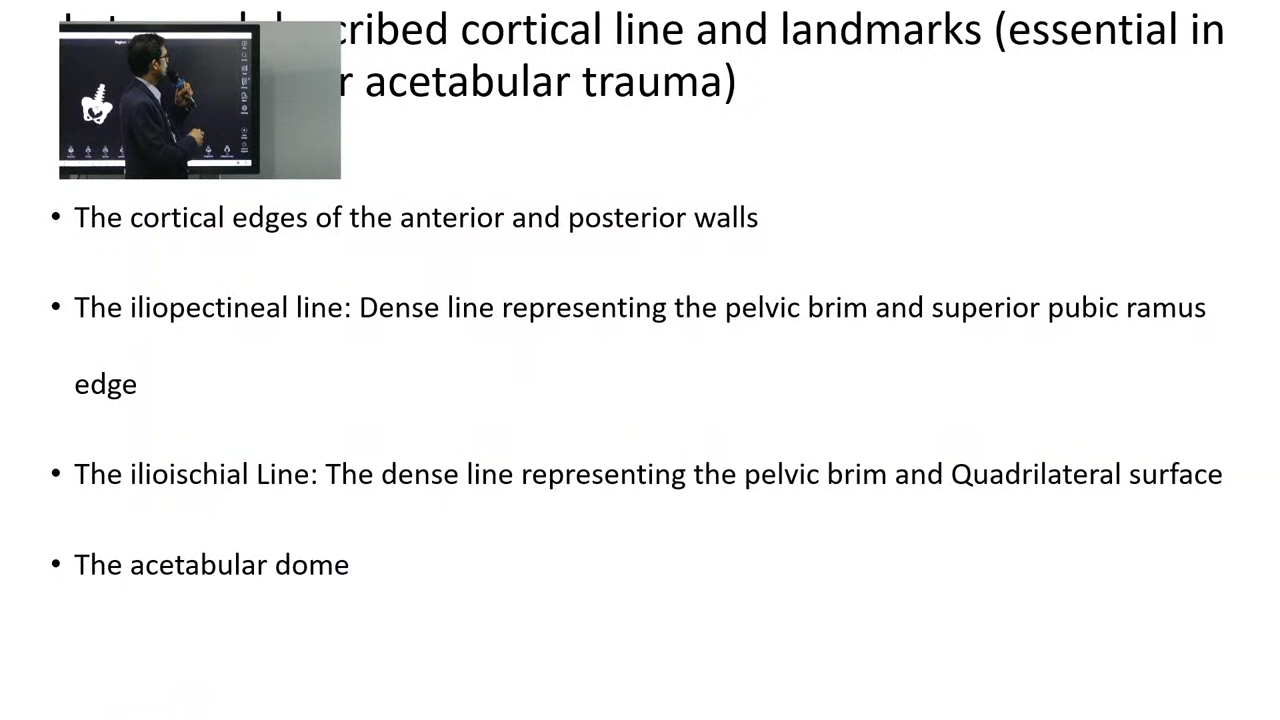 cribed cortical line and landmarks (essential in
r acetabular trauma)
• The cortical edges of the anterior and posterior walls
• The iliopectineal line: Dense line representing the pelvic brim and superior pubic ramus
edge
• The ilioischial Line: The dense line representing the pelvic brim and Quadrilateral surface
• The acetabular dome